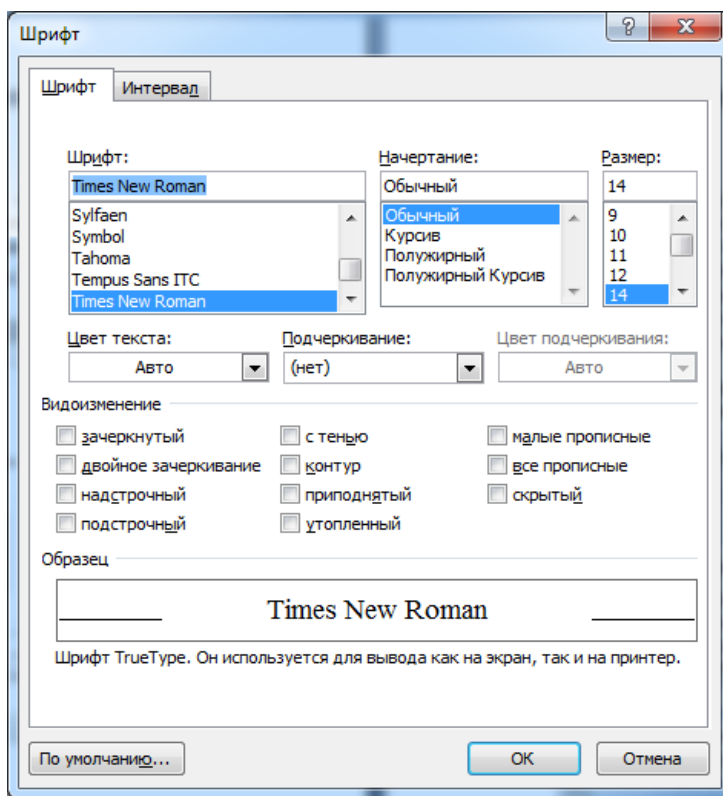 Шрифт
Шрифт Интервал
Шрифт: Начертание: Размер:
Times New Roman Обычный 14
Sylfaen Обычный 9
Symbol Курсив 10
Tahoma Полужирный 11
Tempus Sans ITC Полужирный Курсив 12
Times New Roman 14
Цвет текста: Подчеркивание: Цвет подчеркивания:
Авто (нет) Авто
Видоизменение
зачеркнутый с тенью малые прописные
двойное зачеркивание контур все прописные
надстрочный приподнятый скрытый
подстрочный утопленный
Образец
Times New Roman
Шрифт TrueType. Он используется для вывода как на экран, так и на принтер.
По умолчанию... ОК Отмена